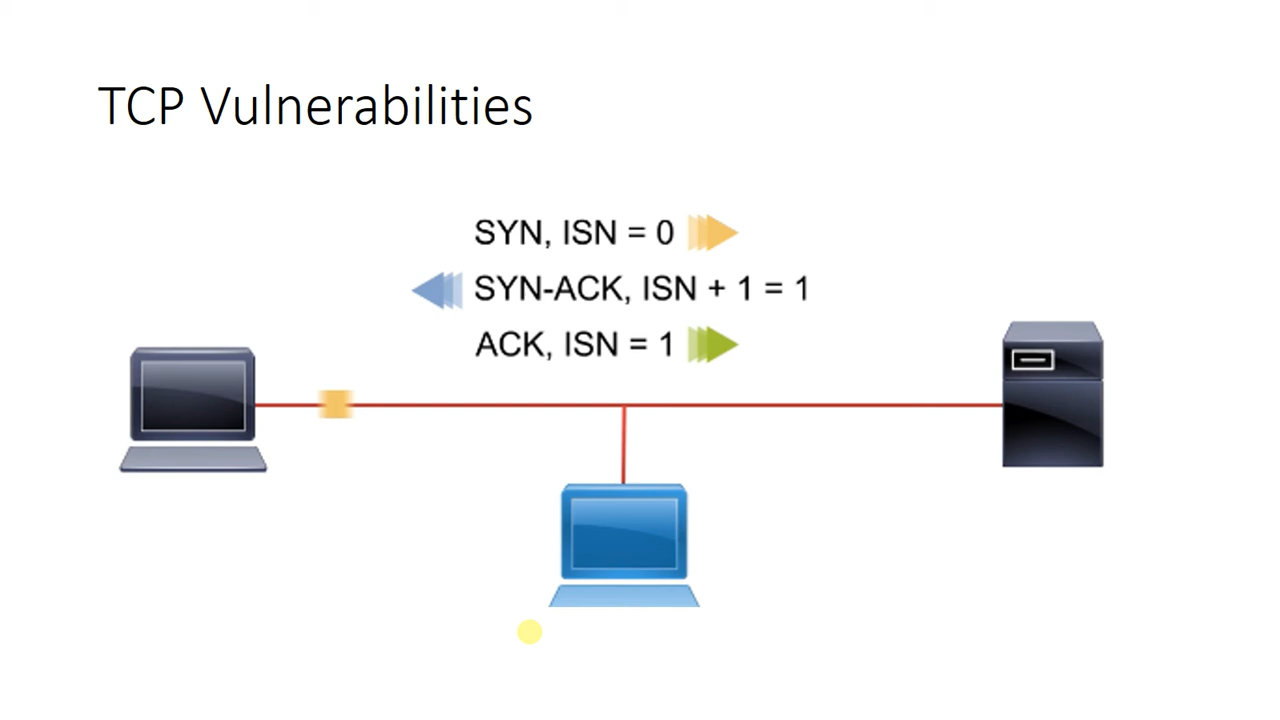 TCP Vulnerabilities
SYN, ISN = 0
SYN-ACK, ISN + 1 = 1
ACK, ISN = 1